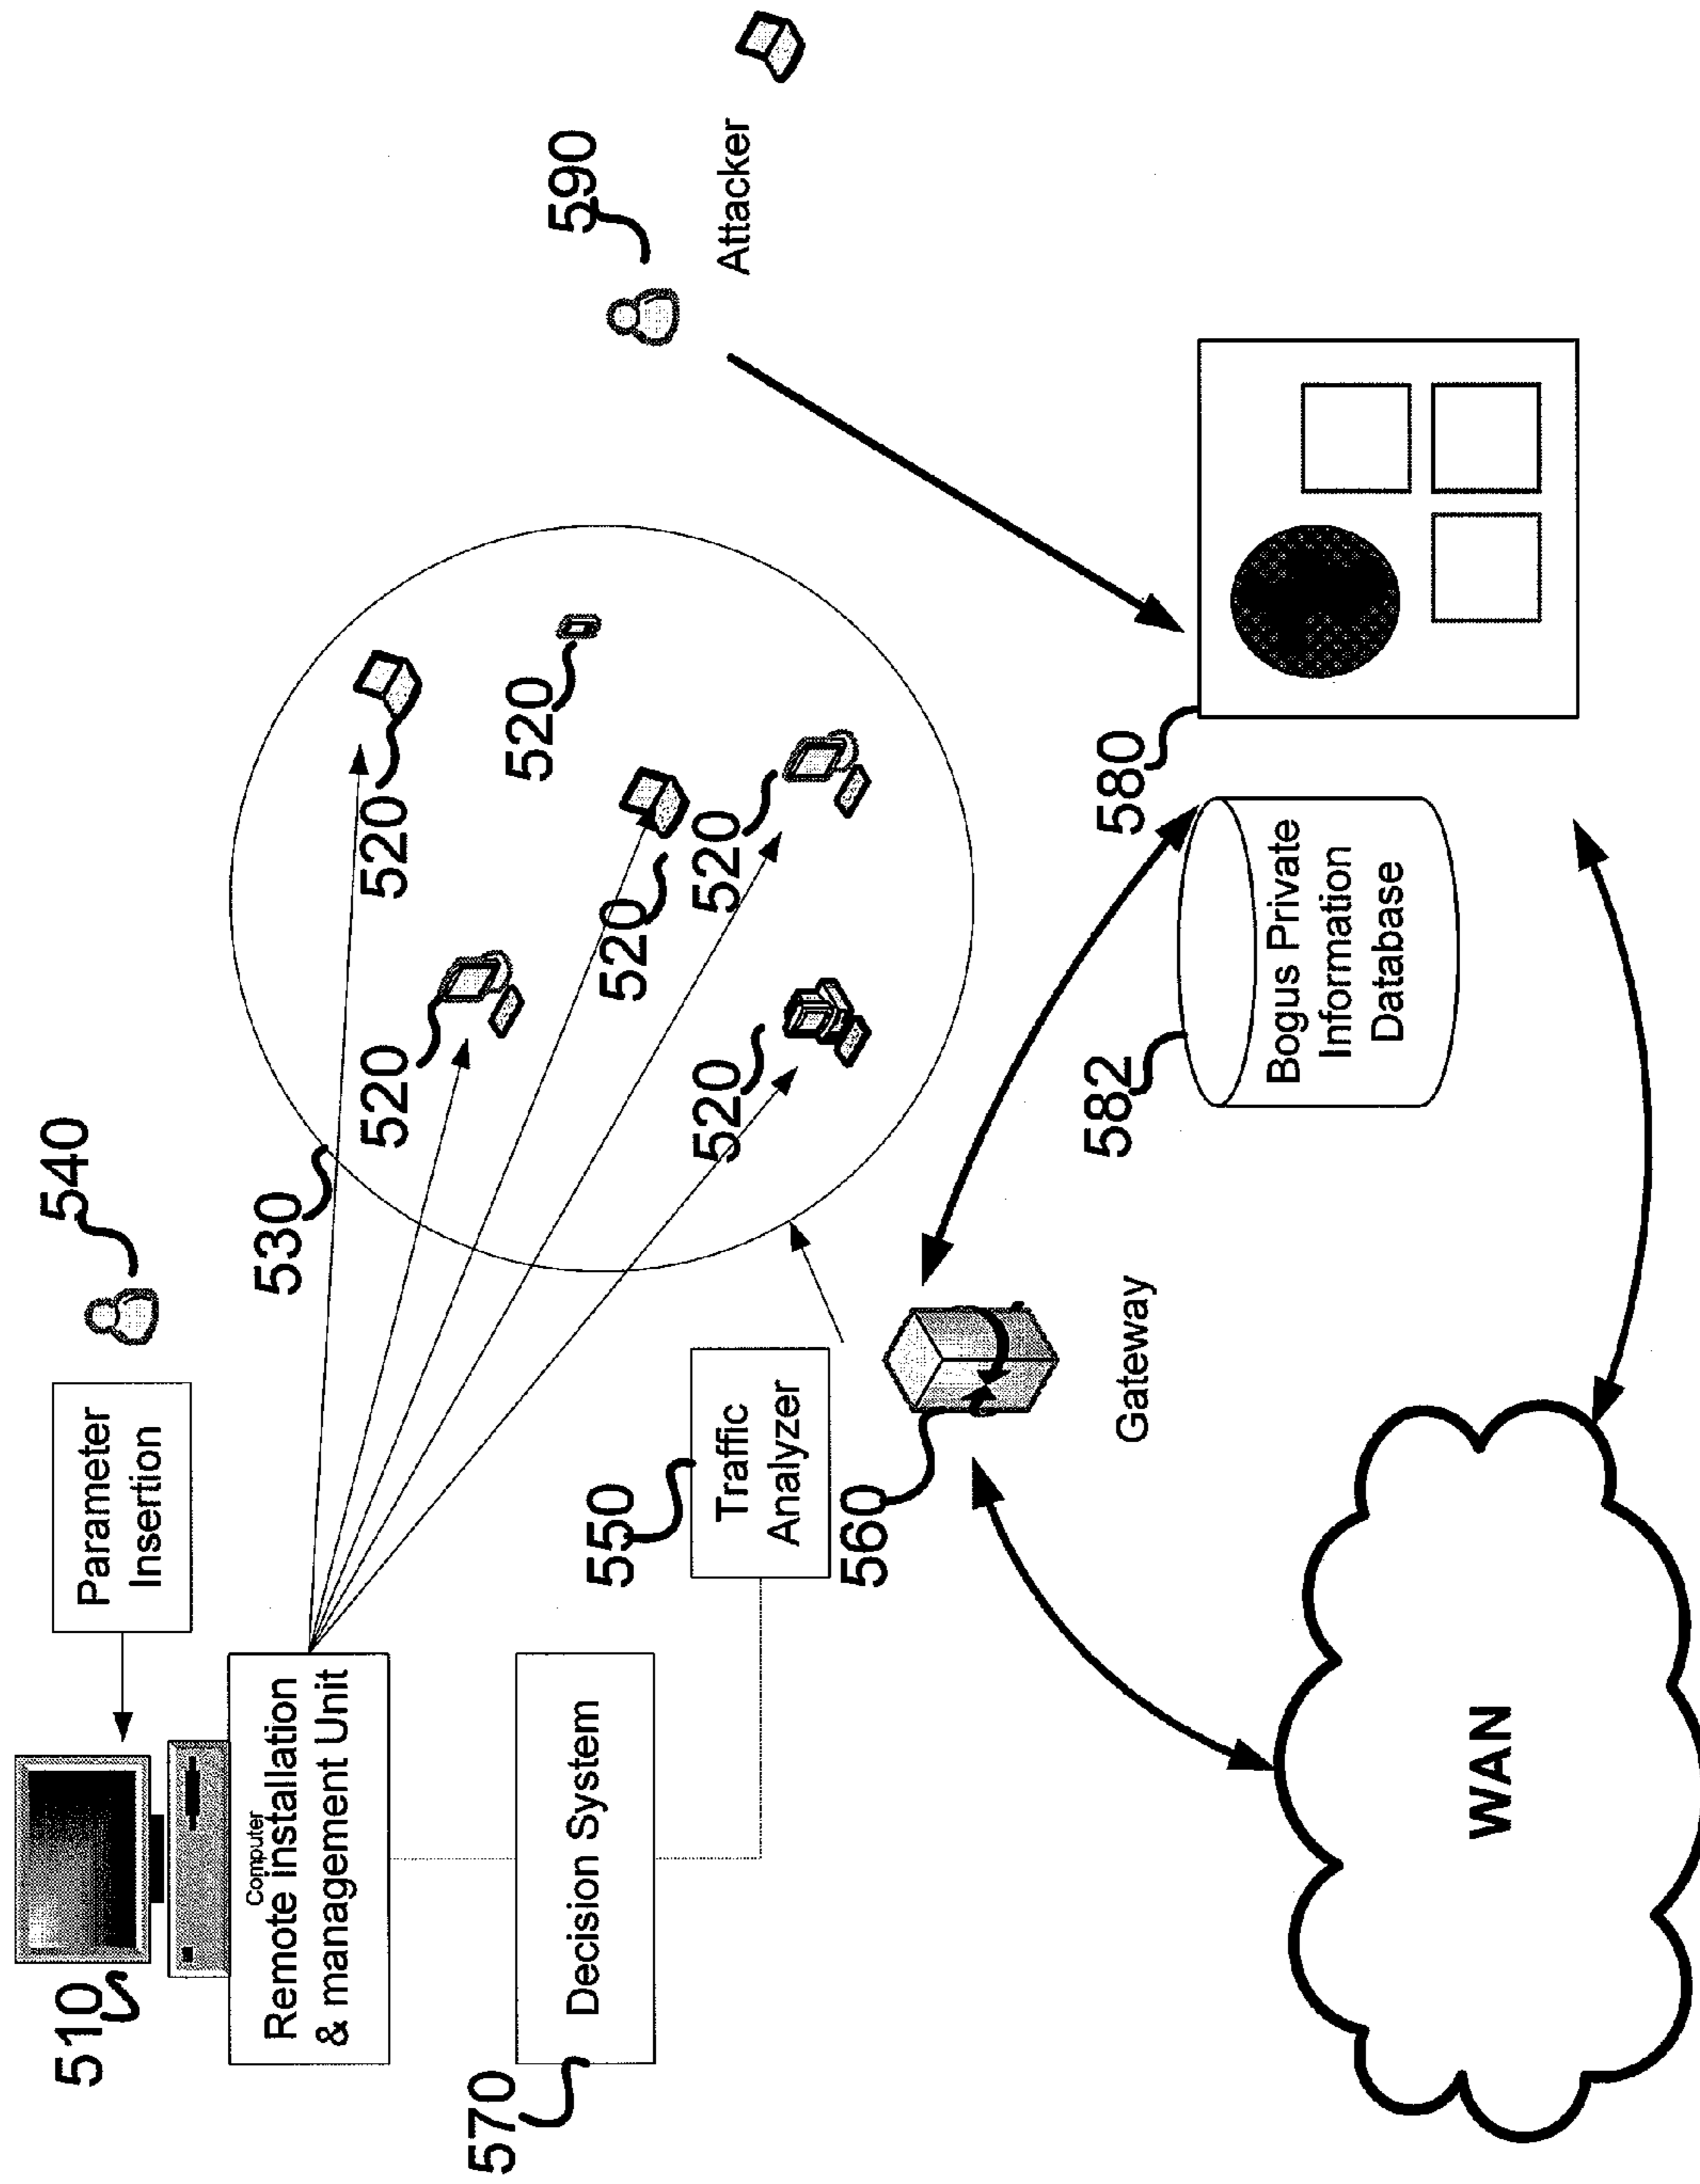 510
Parameter
Insertion
540
Computer
Remote installation
& management Unit
530
520
520
520
520
520
520
590
Attacker
570
Decision System
550
Traffic
Analyzer
560
Gateway
582
Bogus Private
Information
Database
580
WAN